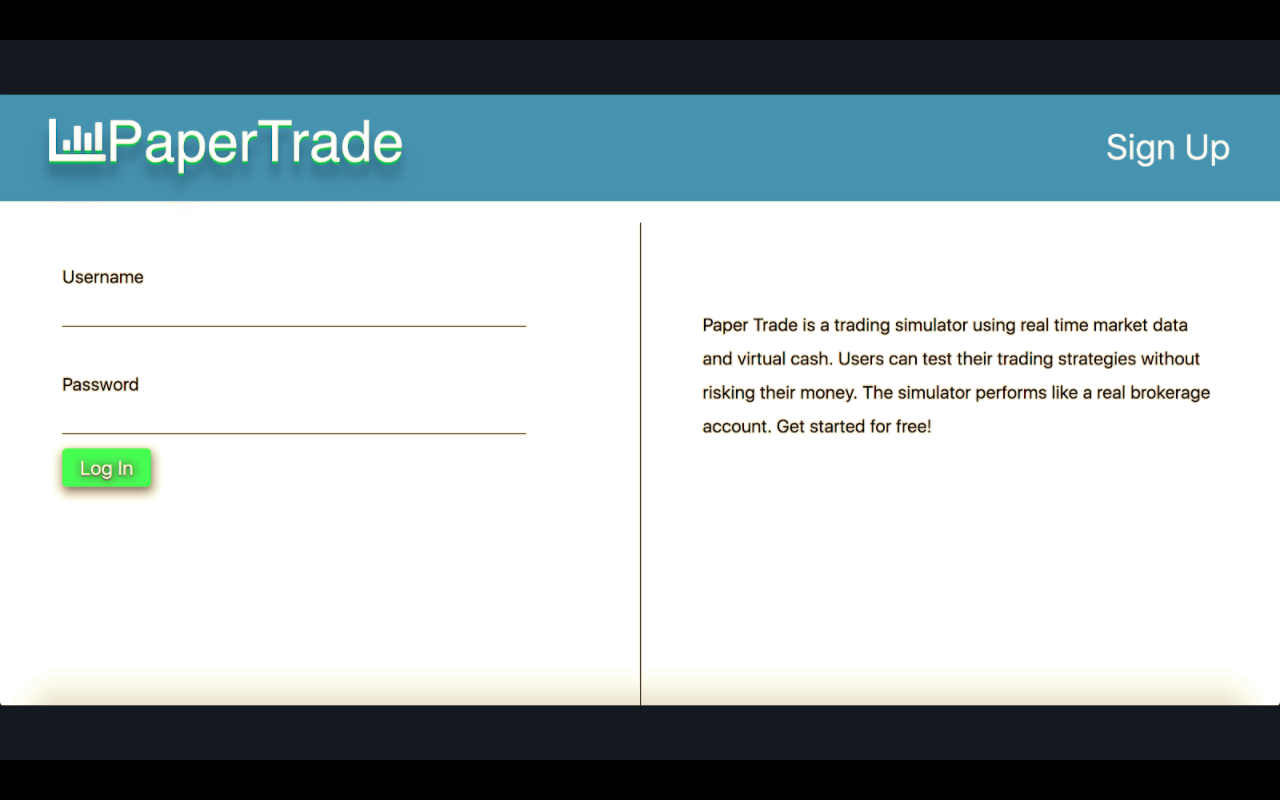 PaperTrade
Sign Up
Username
Password
Log In
Paper Trade is a trading simulator using real time market data
and virtual cash. Users can test their trading strategies without
risking their money. The simulator performs like a real brokerage
account. Get started for free!